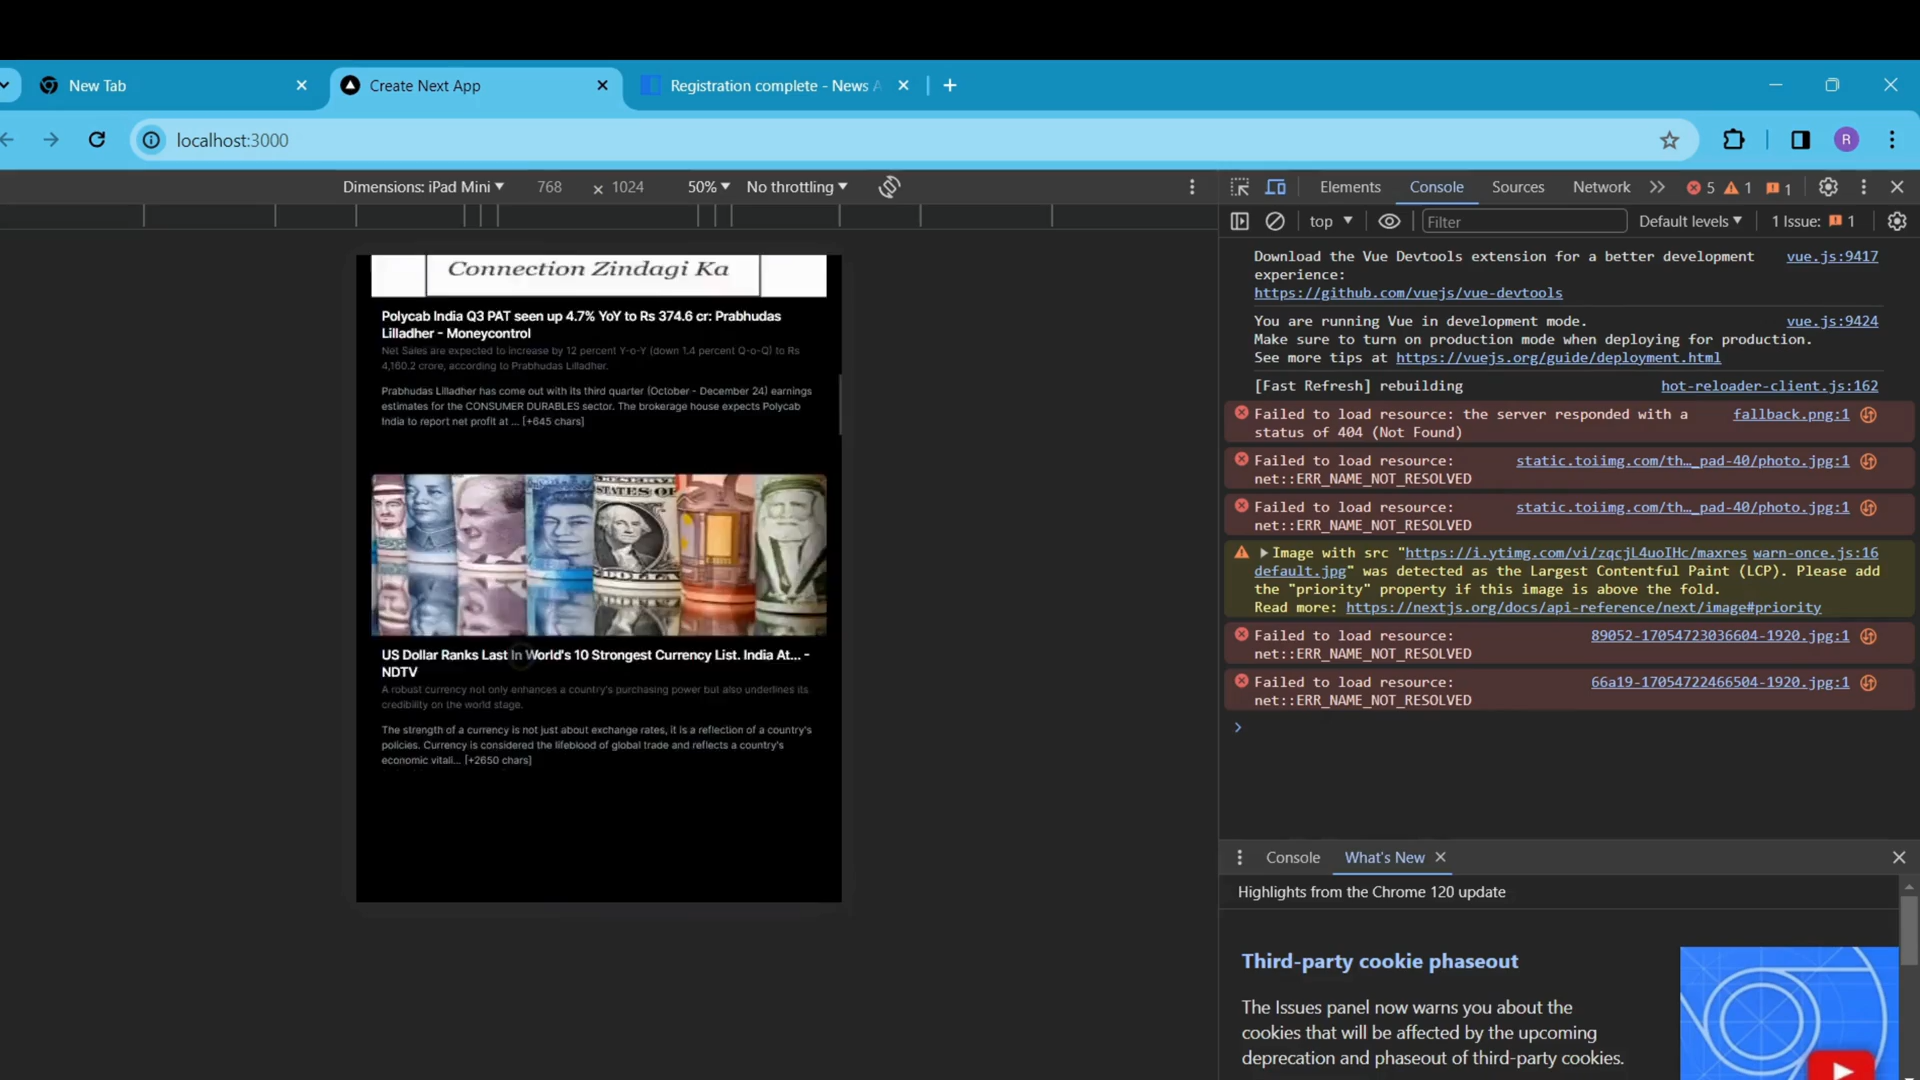 New Tab
Create Next App
Registration complete - News A
localhost:3000
Dimensions: iPad Mini
768 × 1024
50%
No throttling
Elements
Console
Sources
Network
5
1
1
top
Filter
Default levels
1 Issue:
1
Connection Zindagi Ka
Polycab India Q3 PAT seen up 4.7% YoY to Rs 374.6 cr: Prabhudas
Lilladher - Moneycontrol
Net Sales are expected to increase by 12 percent Y-o-Y (down 1.4 percent Q-o-Q) to Rs
4,160.2 crore, according to Prabhudas Lilladher.
Prabhudas Lilladher has come out with its third quarter (October - December 24) earnings
estimates for the CONSUMER DURABLES sector. The brokerage house expects Polycab
India to report net profit at ... [+645 chars]
STATES OF
DOLLA
US Dollar Ranks Last In World's 10 Strongest Currency List. India At... -
NDTV
A robust currency not only enhances a country's purchasing power but also underlines its
credibility on the world stage.
The strength of a currency is not just about exchange rates, it is a reflection of a country's
policies. Currency is considered the lifeblood of global trade and reflects a country's
economic vitali... [+2650 chars]
Download the Vue Devtools extension for a better development vue.js:9417
experience:
https://github.com/vuejs/vue-devtools
You are running Vue in development mode. vue.js:9424
Make sure to turn on production mode when deploying for production.
See more tips at https://vuejs.org/guide/deployment.html
[Fast Refresh] rebuilding hot-reloader-client.js:162
Failed to load resource: the server responded with a fallback.png:1
status of 404 (Not Found)
Failed to load resource: static.toiimg.com/th…_pad-40/photo.jpg:1
net::ERR_NAME_NOT_RESOLVED
Failed to load resource: static.toiimg.com/th…_pad-40/photo.jpg:1
net::ERR_NAME_NOT_RESOLVED
Image with src "https://i.ytimg.com/vi/zqcjL4uoIHc/maxres warn-once.js:16
default.jpg" was detected as the Largest Contentful Paint (LCP). Please add
the "priority" property if this image is above the fold.
Read more: https://nextjs.org/docs/api-reference/next/image#priority
Failed to load resource: 89052-17054723036604-1920.jpg:1
net::ERR_NAME_NOT_RESOLVED
Failed to load resource: 66a19-17054722466504-1920.jpg:1
net::ERR_NAME_NOT_RESOLVED
Console
What's New
Highlights from the Chrome 120 update
Third-party cookie phaseout
The Issues panel now warns you about the
cookies that will be affected by the upcoming
deprecation and phaseout of third-party cookies.
R